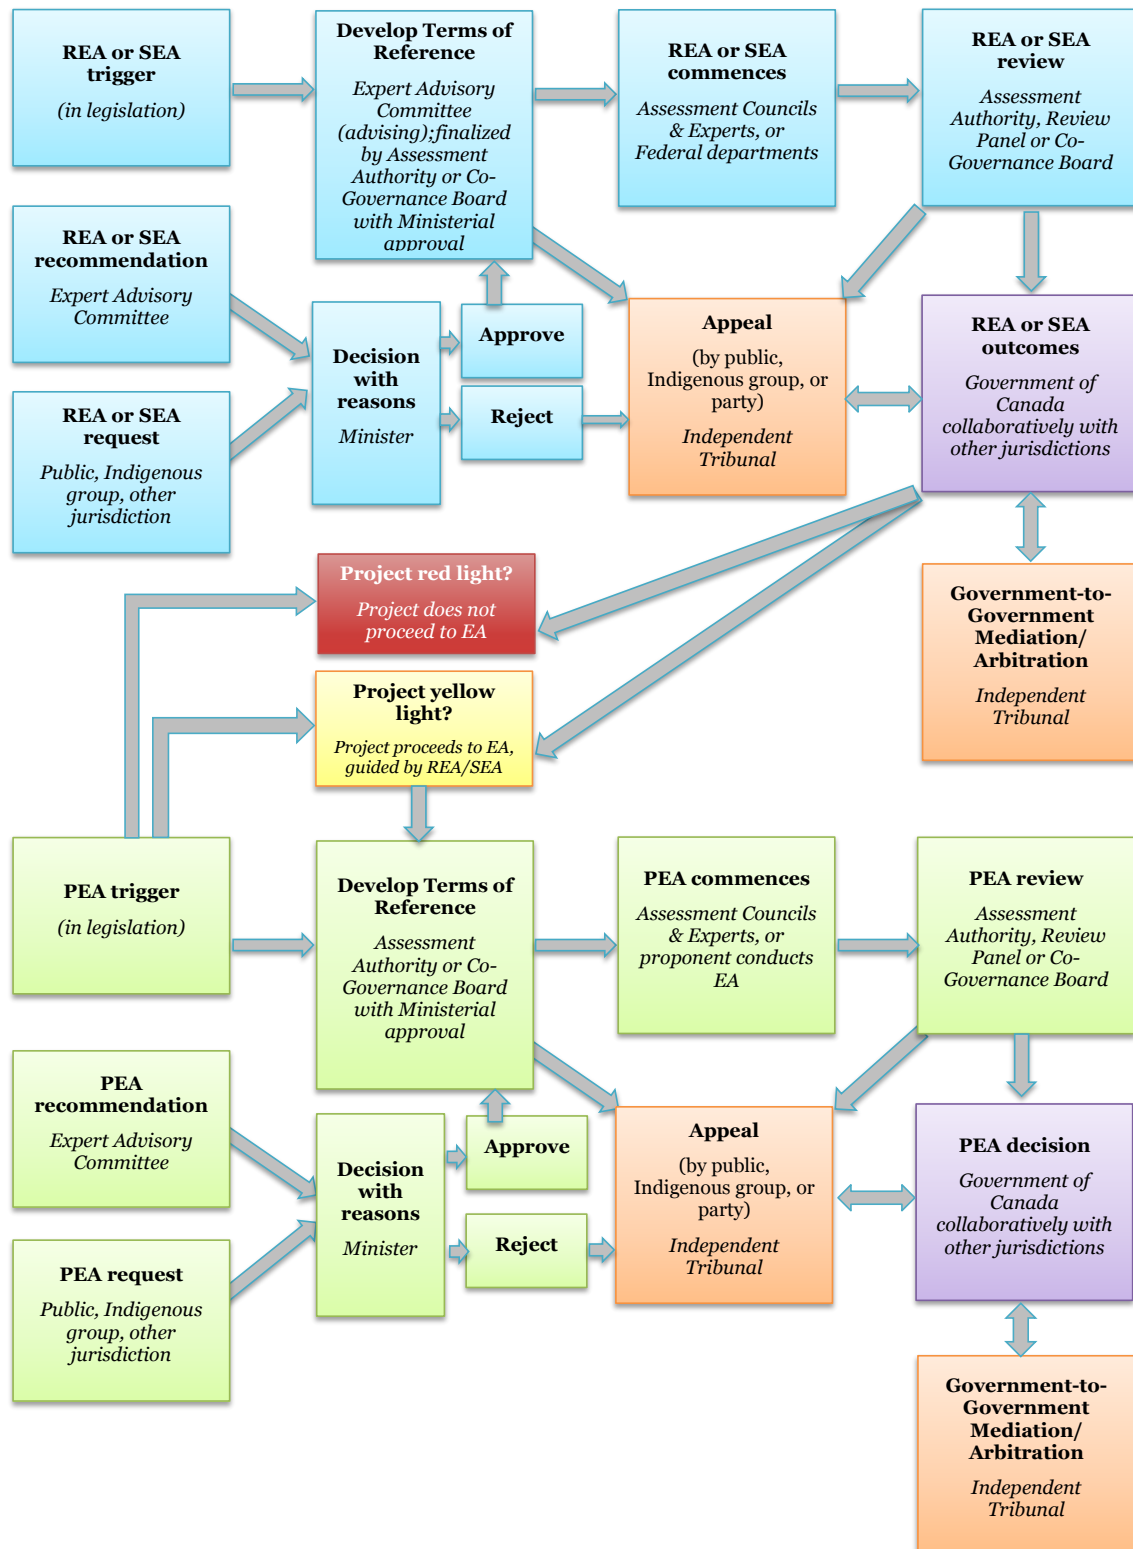 REA or SEA
trigger
(in legislation)
Develop Terms of
Reference
Expert Advisory
Committee
(advising);finalized
by Assessment
Authority or Co-
Governance Board
with Ministerial
approval
REA or SEA
commences
Assessment Councils
& Experts, or
Federal departments
REA or SEA
review
Assessment
Authority, Review
Panel or Co-
Governance Board
REA or SEA
recommendation
Expert Advisory
Committee
REA or SEA
request
Public, Indigenous
group, other
jurisdiction
Decision
with
reasons
Minister
Approve
Reject
Appeal
(by public,
Indigenous group, or
party)
Independent
Tribunal
REA or SEA
outcomes
Government of
Canada
collaboratively with
other jurisdictions
Project red light?
Project does not
proceed to EA
Government-to-
Government
Mediation/
Arbitration
Independent
Tribunal
Project yellow
light?
Project proceeds to EA,
guided by REA/SEA
PEA trigger
(in legislation)
Develop Terms of
Reference
Assessment
Authority or Co-
Governance Board
with Ministerial
approval
PEA commences
Assessment Councils
& Experts, or
proponent conducts
EA
PEA review
Assessment
Authority, Review
Panel or Co-
Governance Board
PEA
recommendation
Expert Advisory
Committee
PEA request
Public, Indigenous
group, other
jurisdiction
Decision
with
reasons
Minister
Approve
Reject
Appeal
(by public,
Indigenous group, or
party)
Independent
Tribunal
PEA decision
Government of
Canada
collaboratively with
other jurisdictions
Government-to-
Government
Mediation/
Arbitration
Independent
Tribunal